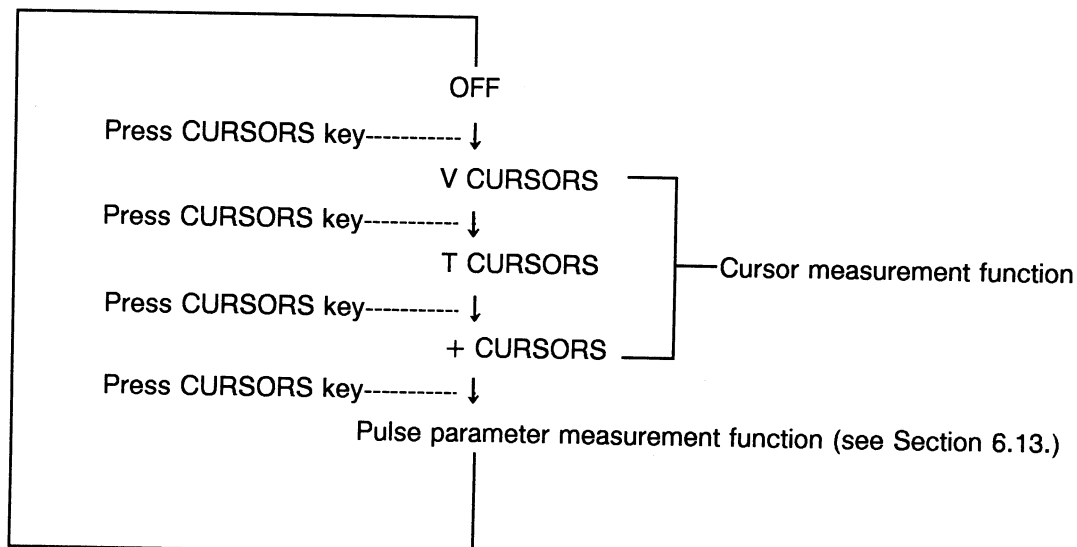 OFF
Press CURSORS key----------- ↓
V CURSORS
Press CURSORS key----------- ↓
T CURSORS
Cursor measurement function
Press CURSORS key----------- ↓
+ CURSORS
Press CURSORS key----------- ↓
Pulse parameter measurement function (see Section 6.13.)